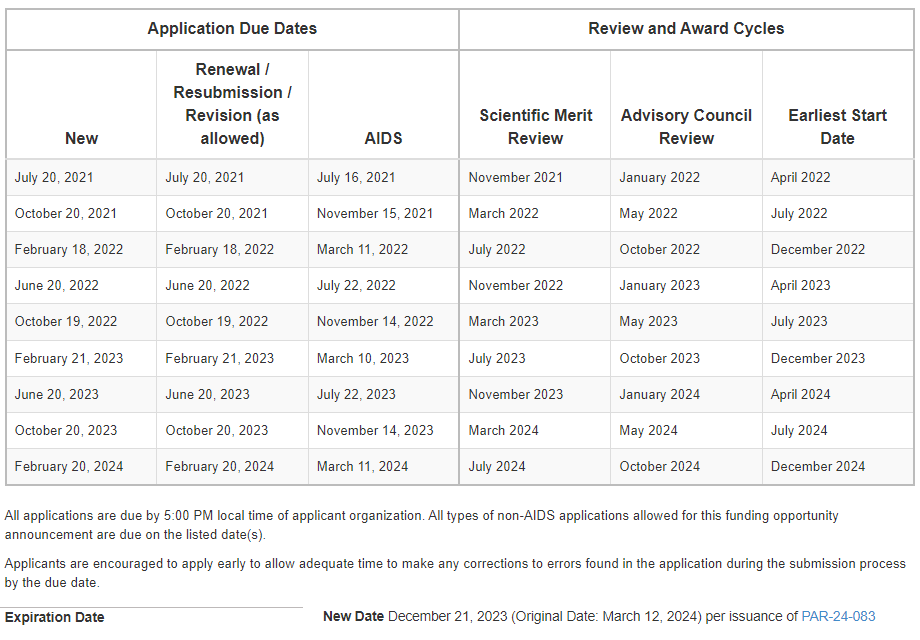 Application Due Dates Review and Award Cycles
New Renewal / Resubmission / Revision (as allowed) AIDS Scientific Merit Review Advisory Council Review Earliest Start Date
July 20, 2021 July 20, 2021 July 16, 2021 November 2021 January 2022 April 2022
October 20, 2021 October 20, 2021 November 15, 2021 March 2022 May 2022 July 2022
February 18, 2022 February 18, 2022 March 11, 2022 July 2022 October 2022 December 2022
June 20, 2022 June 20, 2022 July 22, 2022 November 2022 January 2023 April 2023
October 19, 2022 October 19, 2022 November 14, 2022 March 2023 May 2023 July 2023
February 21, 2023 February 21, 2023 March 10, 2023 July 2023 October 2023 December 2023
June 20, 2023 June 20, 2023 July 22, 2023 November 2023 January 2024 April 2024
October 20, 2023 October 20, 2023 November 14, 2023 March 2024 May 2024 July 2024
February 20, 2024 February 20, 2024 March 11, 2024 July 2024 October 2024 December 2024
All applications are due by 5:00 PM local time of applicant organization. All types of non-AIDS applications allowed for this funding opportunity
announcement are due on the listed date(s).
Applicants are encouraged to apply early to allow adequate time to make any corrections to errors found in the application during the submission process
by the due date.
Expiration Date New Date December 21, 2023 (Original Date: March 12, 2024) per issuance of PAR-24-083